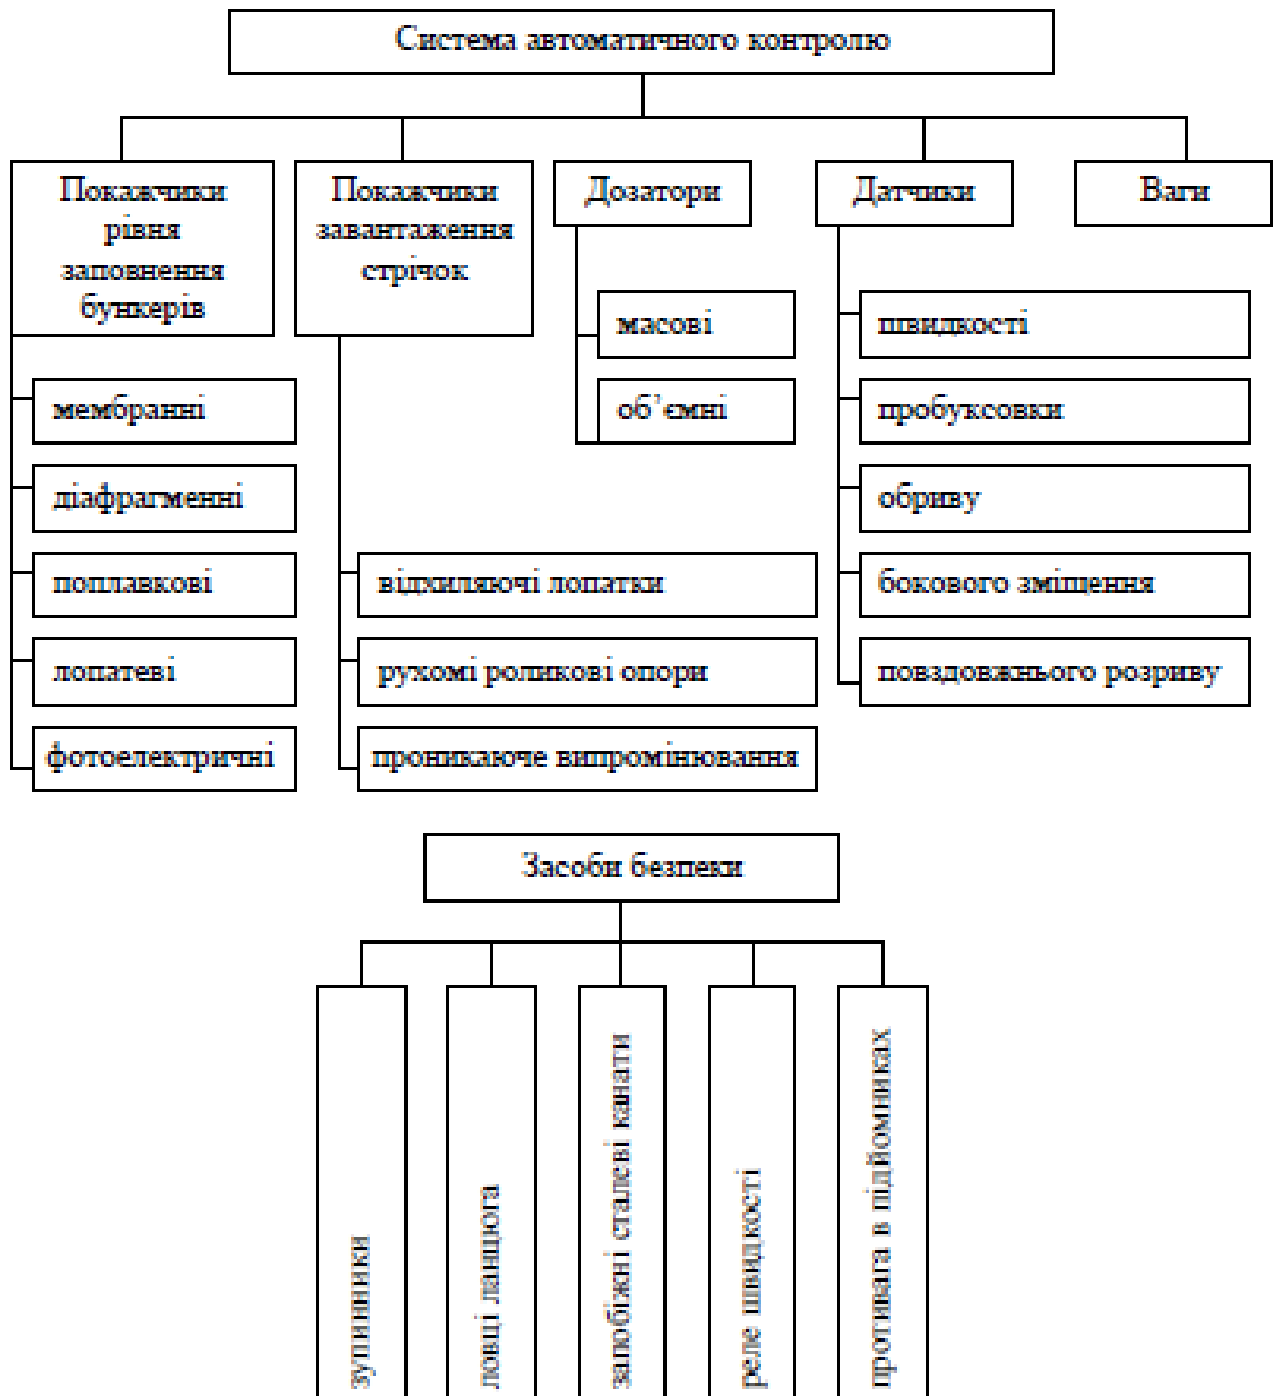 Система автоматичного контролю
Покажчики
рівня
заповнення
бункерів
Покажчики
завантаження
стрічок
Дозатори
Датчики
Ваги
мембранні
діафрагменні
поплавкові
лопатеві
фотоелектричні
відхиляючі лопатки
рухомі роликові опори
проникаюче випромінювання
масові
об’ємні
швидкості
пробуксовки
обриву
бокового зміщення
повздовжнього розриву
Засоби безпеки
зупинники
ловці ланцюга
запобіжні сталеві канати
реле швидкості
противага в підйомниках